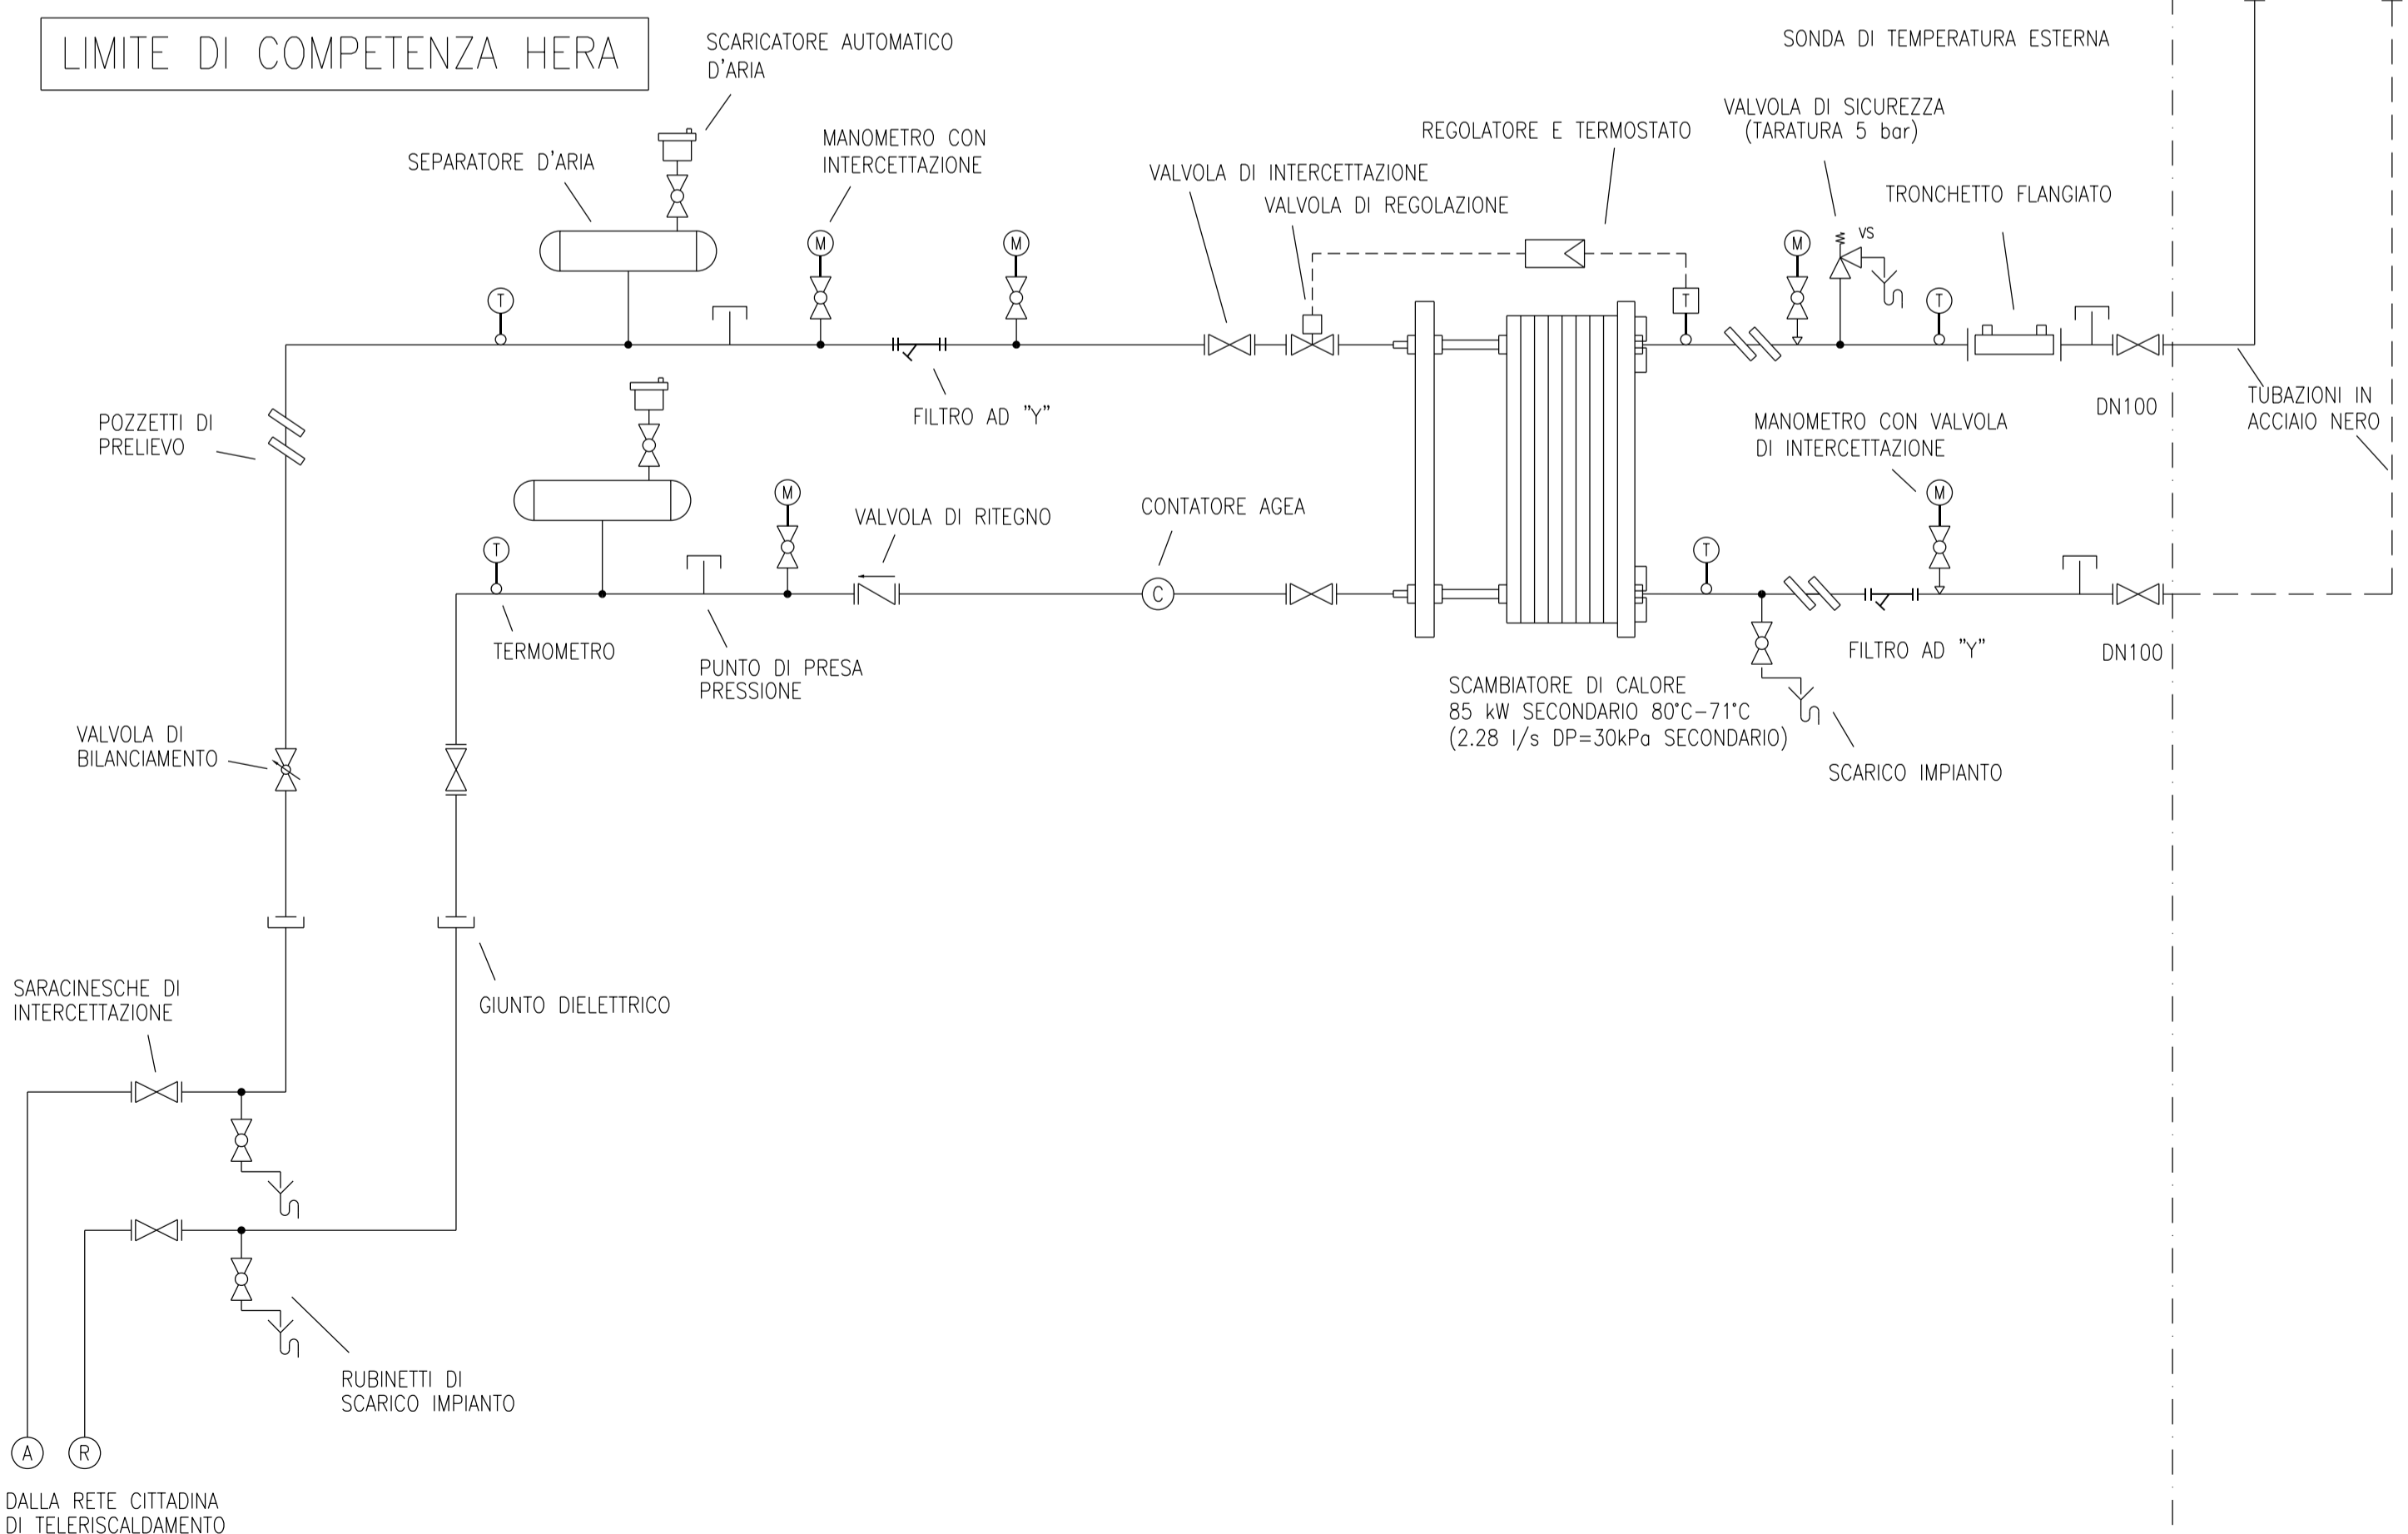 LIMITE DI COMPETENZA HERA
SCARICATORE AUTOMATICO
D'ARIA
SONDA DI TEMPERATURA ESTERNA
SEPARATORE D'ARIA
MANOMETRO CON
INTERCETTAZIONE
VALVOLA DI INTERCETTAZIONE
VALVOLA DI REGOLAZIONE
REGOLATORE E TERMOSTATO
VALVOLA DI SICUREZZA
(TARATURA 5 bar)
TRONCHETTO FLANGIATO
VS
M
M
M
T
T
T
POZZETTI DI
PRELIEVO
FILTRO AD "Y"
DN100
TUBAZIONI IN
ACCIAIO NERO
MANOMETRO CON VALVOLA
DI INTERCETTAZIONE
M
M
VALVOLA DI RITEGNO
CONTATORE AGEA
T
T
C
TERMOMETRO
PUNTO DI PRESA
PRESSIONE
FILTRO AD "Y"
DN100
SCAMBIATORE DI CALORE
85 kW SECONDARIO 80°C-71°C
(2.28 l/s DP=30kPa SECONDARIO)
SCARICO IMPIANTO
VALVOLA DI
BILANCIAMENTO
SARACINESCHE DI
INTERCETTAZIONE
GIUNTO DIELETTRICO
RUBINETTI DI
SCARICO IMPIANTO
A
R
DALLA RETE CITTADINA
DI TELERISCALDAMENTO